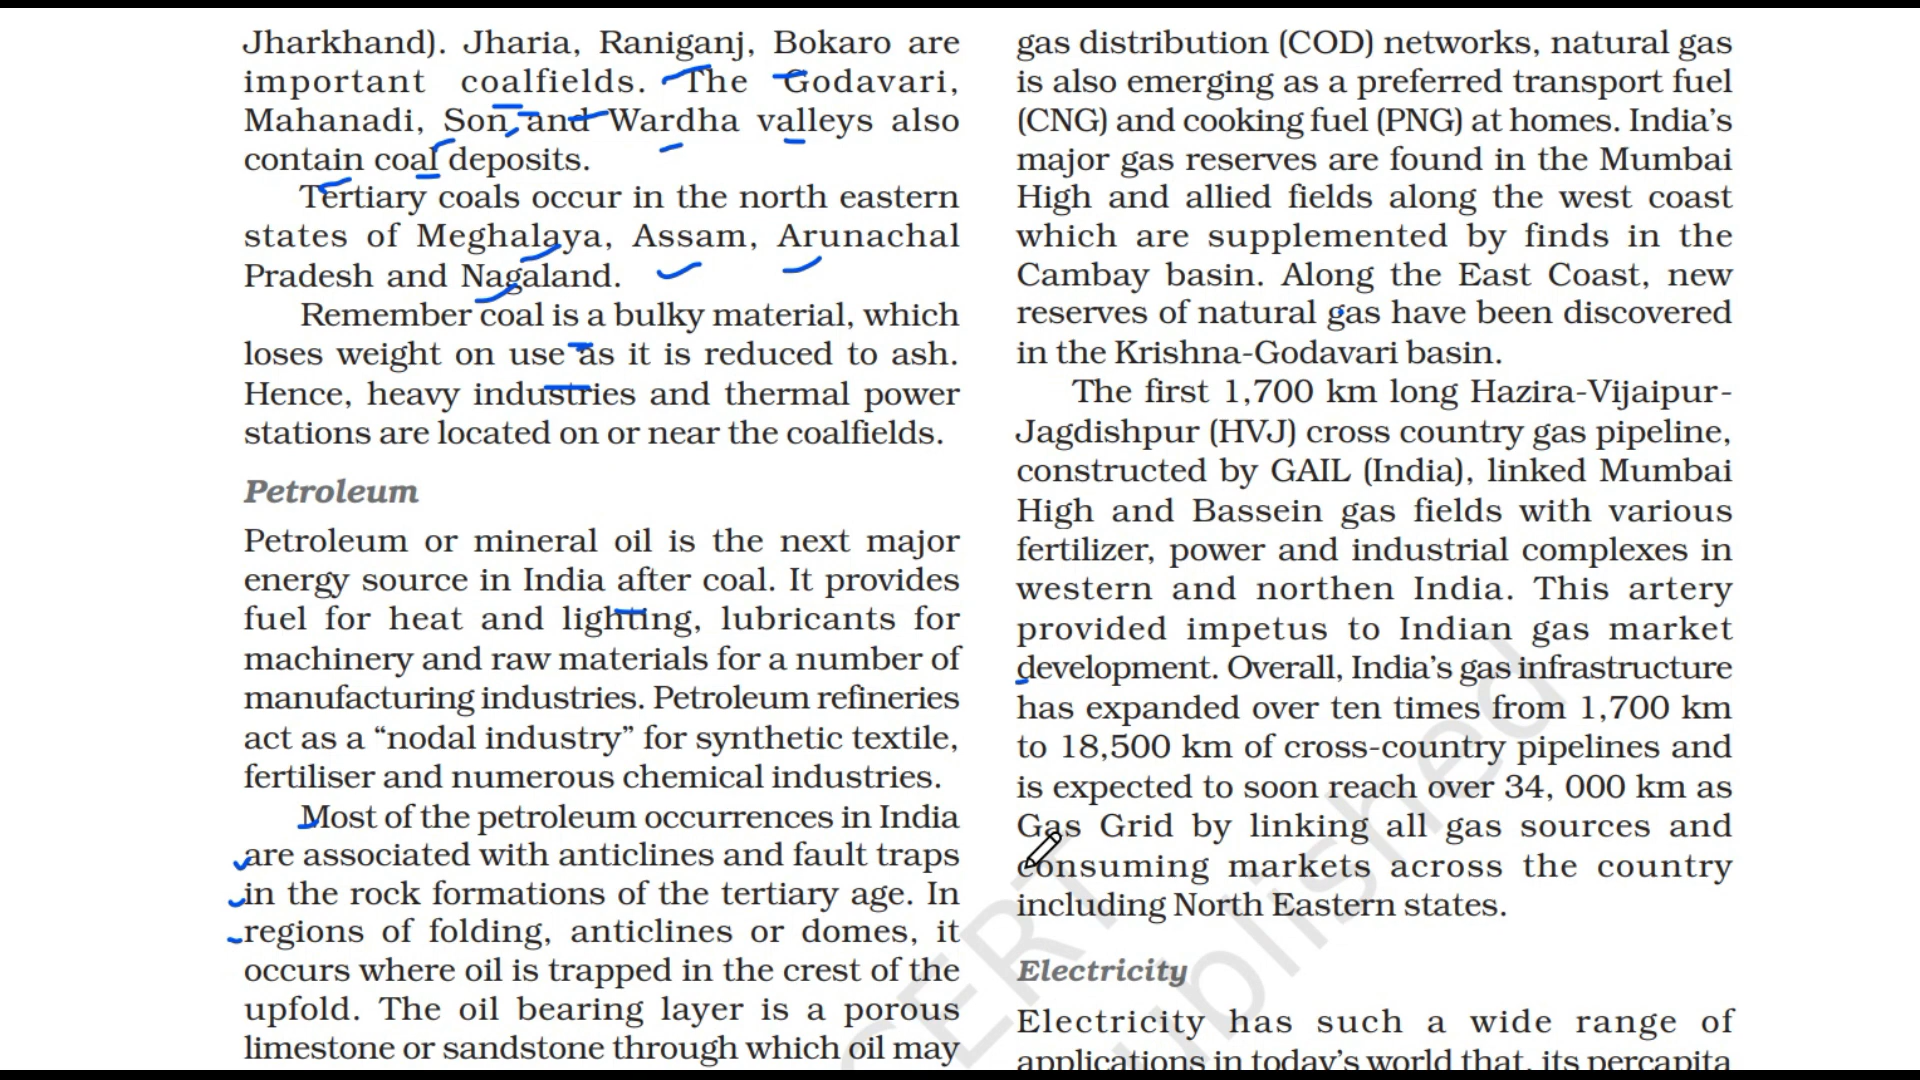 Jharkhand). Jharia, Raniganj, Bokaro are
important coalfields. The Godavari,
Mahanadi, Son and Wardha valleys also
contain coal deposits.
Tertiary coals occur in the north eastern
states of Meghalaya, Assam, Arunachal
Pradesh and Nagaland.
Remember coal is a bulky material, which
loses weight on use as it is reduced to ash.
Hence, heavy industries and thermal power
stations are located on or near the coalfields.
Petroleum
Petroleum or mineral oil is the next major
energy source in India after coal. It provides
fuel for heat and lighting, lubricants for
machinery and raw materials for a number of
manufacturing industries. Petroleum refineries
act as a “nodal industry” for synthetic textile,
fertiliser and numerous chemical industries.
Most of the petroleum occurrences in India
are associated with anticlines and fault traps
in the rock formations of the tertiary age. In
regions of folding, anticlines or domes, it
occurs where oil is trapped in the crest of the
upfold. The oil bearing layer is a porous
limestone or sandstone through which oil may
gas distribution (COD) networks, natural gas
is also emerging as a preferred transport fuel
(CNG) and cooking fuel (PNG) at homes. India’s
major gas reserves are found in the Mumbai
High and allied fields along the west coast
which are supplemented by finds in the
Cambay basin. Along the East Coast, new
reserves of natural gas have been discovered
in the Krishna-Godavari basin.
The first 1,700 km long Hazira-Vijaipur-
Jagdishpur (HVJ) cross country gas pipeline,
constructed by GAIL (India), linked Mumbai
High and Bassein gas fields with various
fertilizer, power and industrial complexes in
western and northen India. This artery
provided impetus to Indian gas market
development. Overall, India’s gas infrastructure
has expanded over ten times from 1,700 km
to 18,500 km of cross-country pipelines and
is expected to soon reach over 34, 000 km as
Gas Grid by linking all gas sources and
consuming markets across the country
including North Eastern states.
Electricity
Electricity has such a wide range of
applications in today’s world that, its percapita